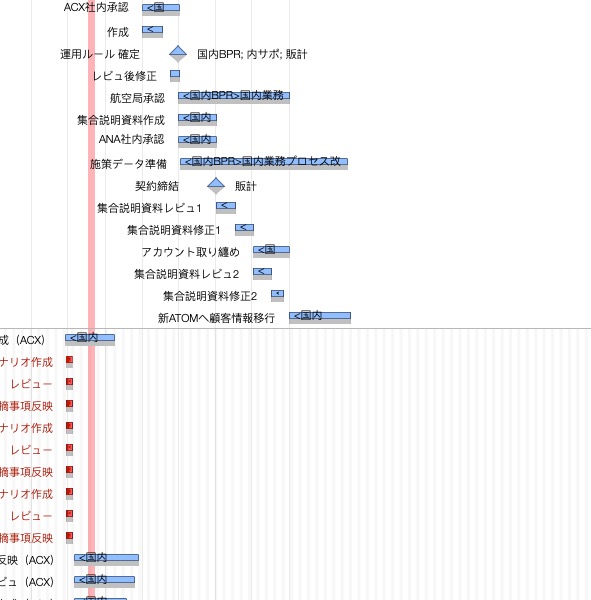 ACX社内承認 <国
作成 <
運用ルール 確定 国内BPR; 内サポ; 販計
レビュ後修正
航空局承認 <国内BPR>国内業務
集合説明資料作成 <国内
ANA社内承認 <国内
施策データ準備 <国内BPR>国内業務プロセス改
契約締結 販計
集合説明資料レビュ1 <
集合説明資料修正1 <
アカウント取り纏め <国
集合説明資料レビュ2 <
集合説明資料修正2 <
新ATOMへ顧客情報移行 <国内
成 (ACX) <国内
ナリオ作成
レビュー
摘事項反映
ナリオ作成
レビュー
摘事項反映
ナリオ作成
レビュー
摘事項反映
反映 (ACX) <国内
ビュ (ACX) <国内